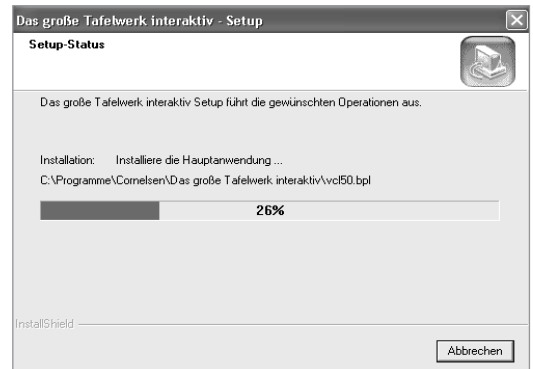 Das große Tafelwerk interaktiv - Setup
Setup-Status
Das große Tafelwerk interaktiv Setup führt die gewünschten Operationen aus.
Installation: Installiere die Hauptanwendung ...
C:\Programme\Cornelsen\Das große Tafelwerk interaktiv\vcl50.bpl
26%
InstallShield
Abbrechen